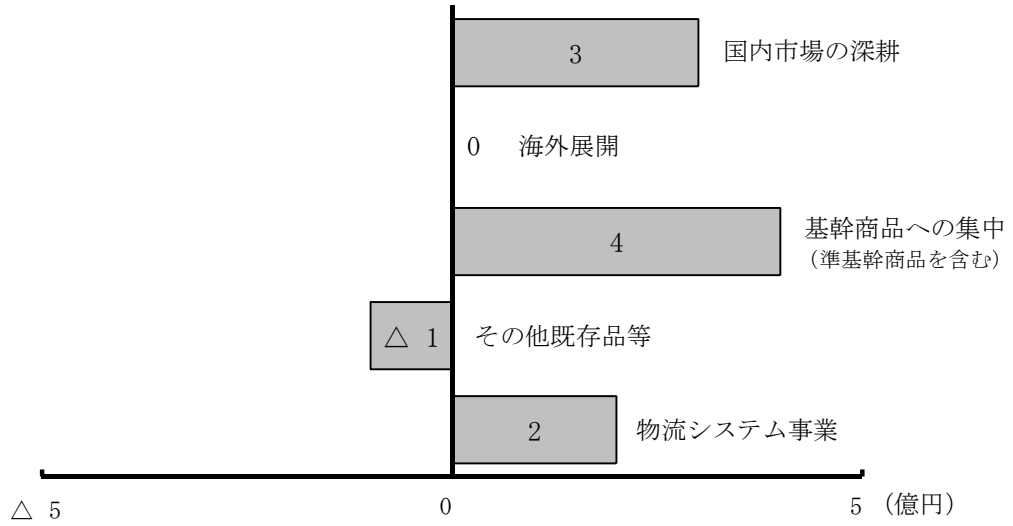 3 国内市場の深耕
0 海外展開
4 基幹商品への集中
（準基幹商品を含む）
△ 1 その他既存品等
2 物流システム事業
△ 5 0 5 （億円）